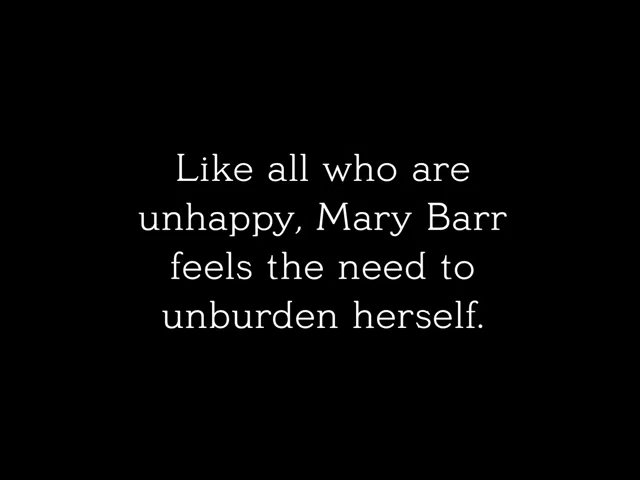 Like all who are
unhappy, Mary Barr
feels the need to
unburden herself.